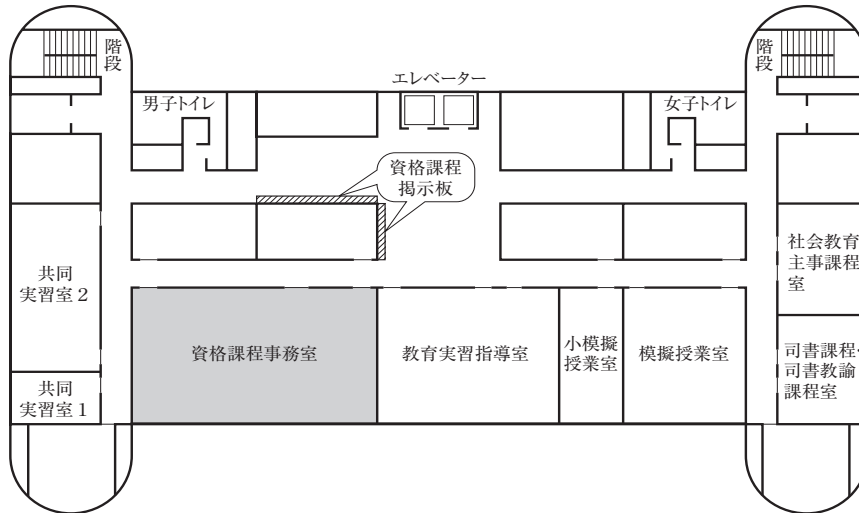 階段
階段
エレベーター
男子トイレ
女子トイレ
資格課程
掲示板
共同
実習室２
社会教育
主事課程
室
資格課程事務室
教育実習指導室
小模擬
授業室
模擬授業室
司書課程・
司書教諭
課程室
共同
実習室１